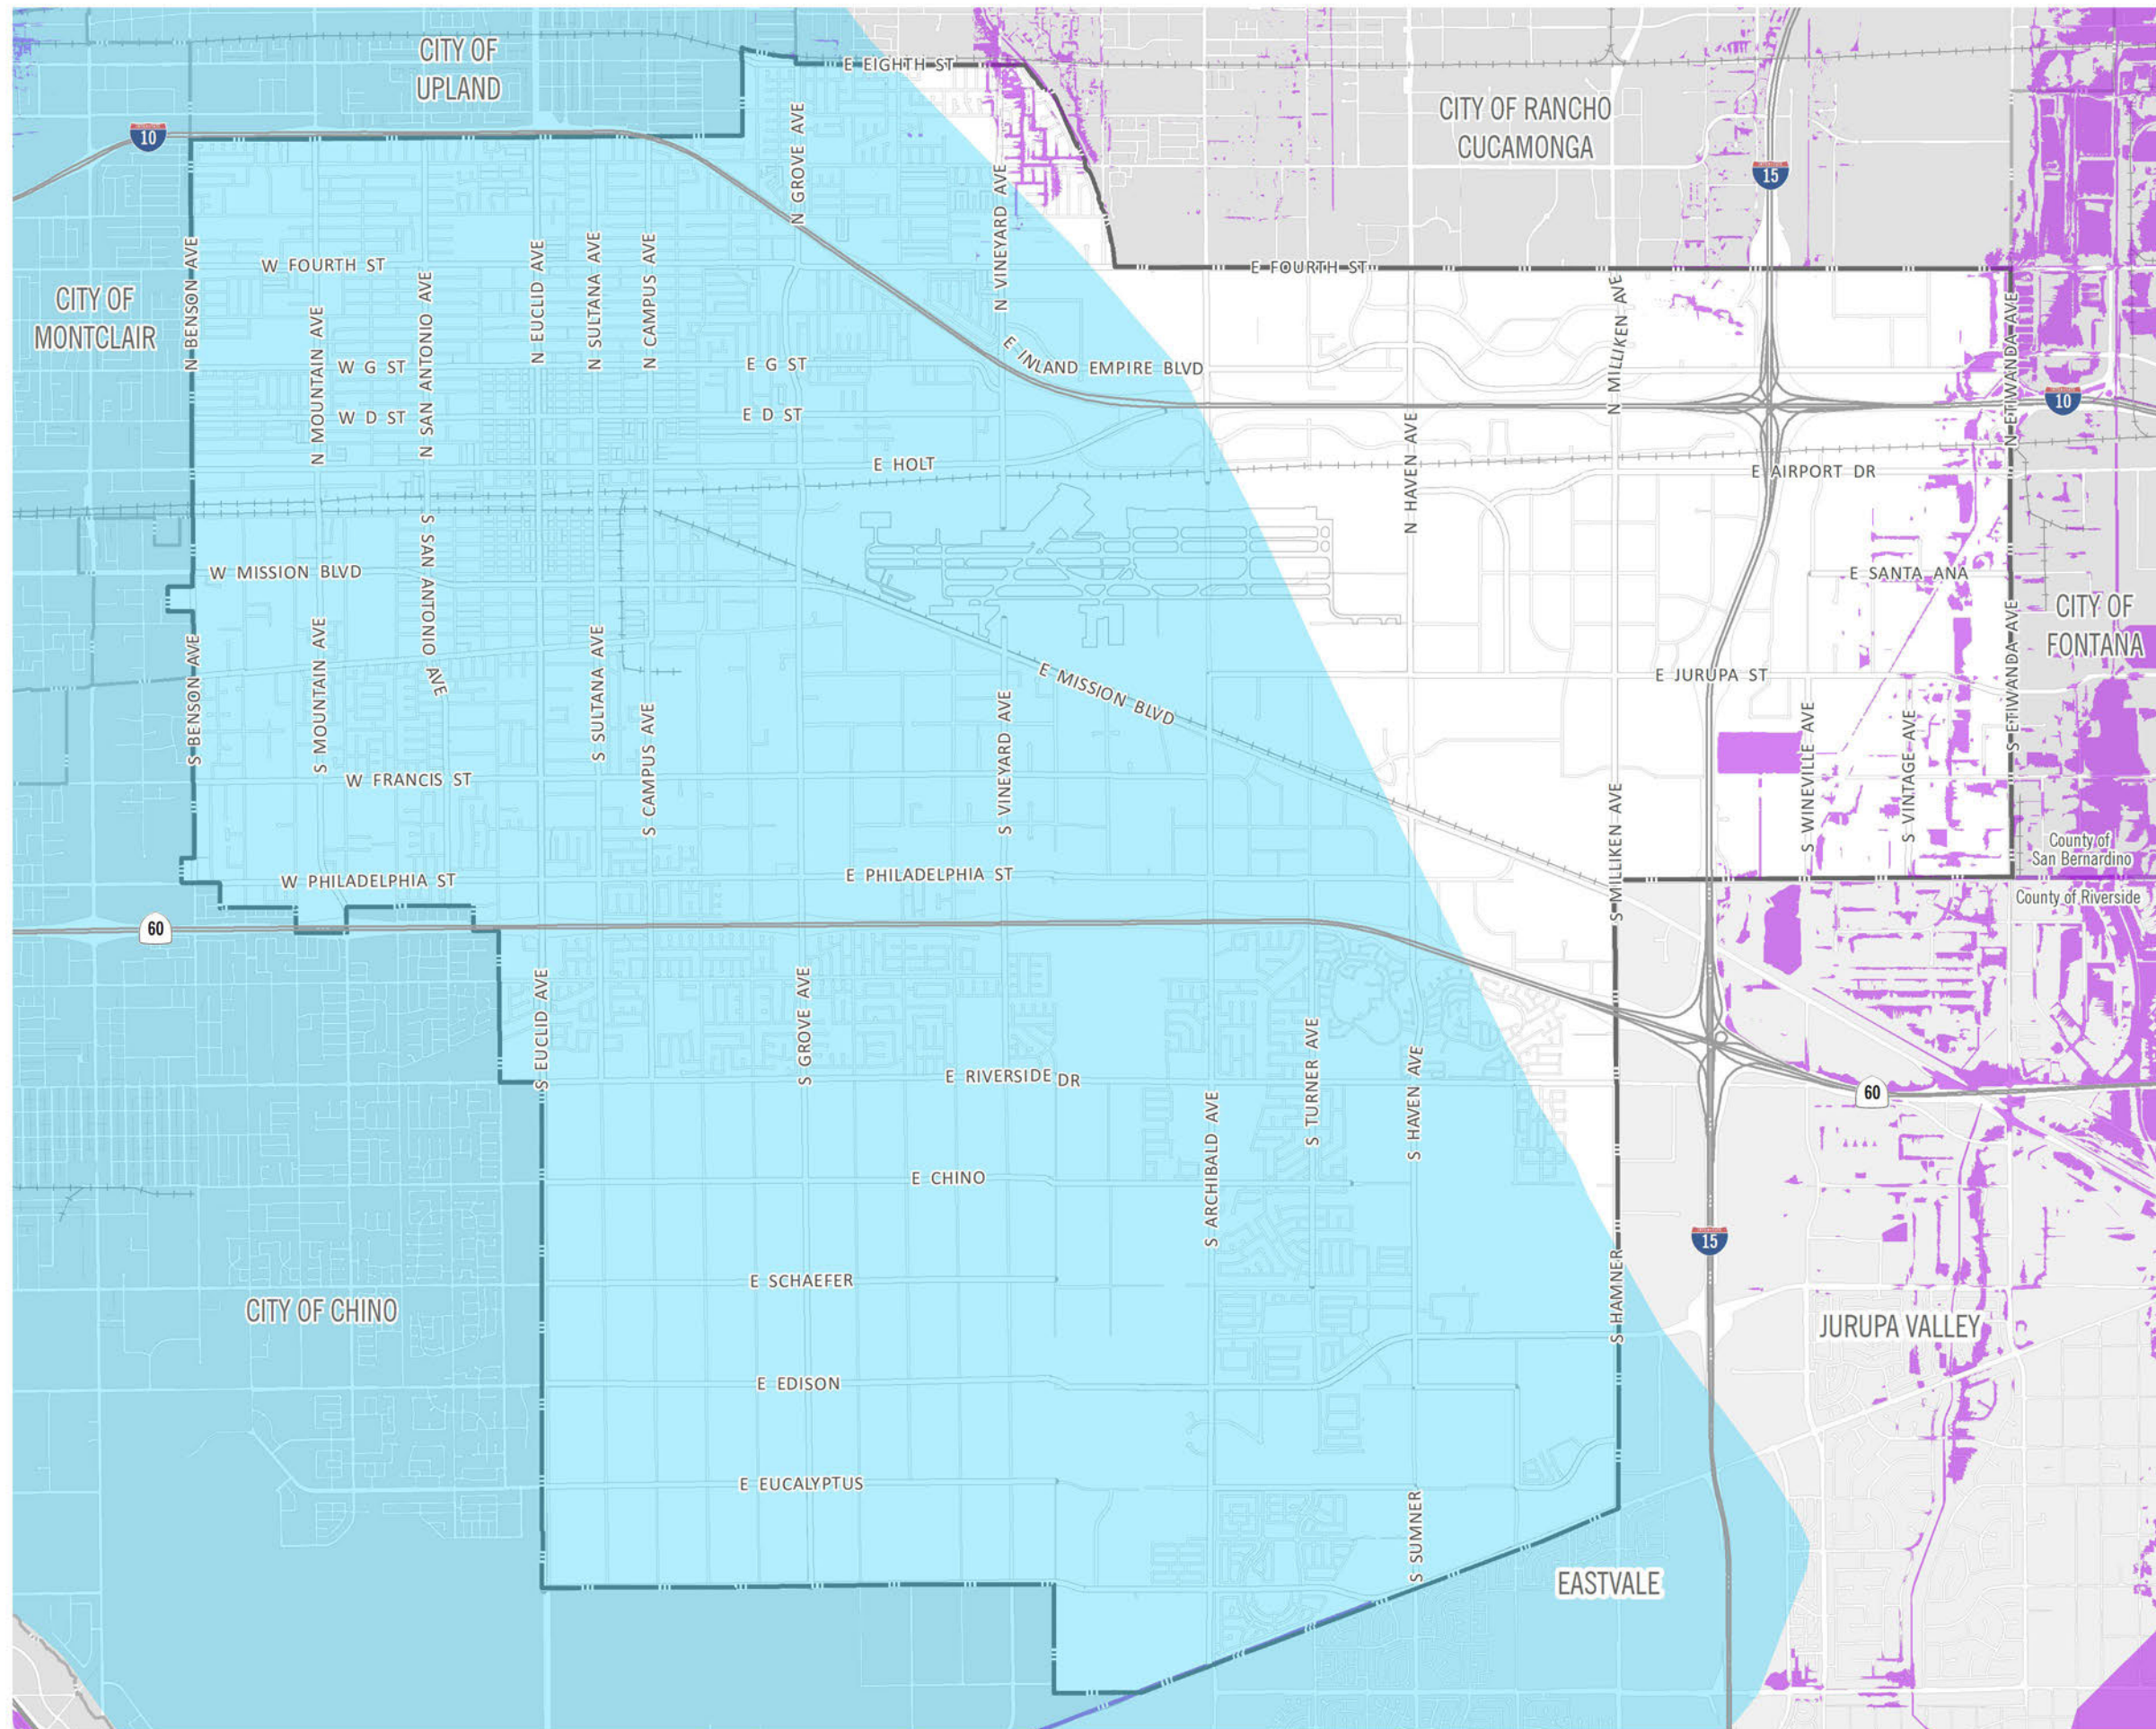 CITY OF
UPLAND
E EIGHTH ST
CITY OF RANCHO
CUCAMONGA
10
N GROVE AVE
15
N VINEYARD AVE
N BENSON AVE
W FOURTH ST
N EUCLID AVE
N SULTANA AVE
N CAMPUS AVE
E FOURTH ST
CITY OF
MONTCLAIR
N MOUNTAIN AVE
N SAN ANTONIO AVE
N MILLIKEN AVE
N ETIWANDA AVE
W G ST
E G ST
E INLAND EMPIRE BLVD
10
W D ST
E D ST
N HAVEN AVE
E HOLT
E AIRPORT DR
W MISSION BLVD
S SAN ANTONIO AVE
E SANTA ANA
CITY OF
FONTANA
S BENSON AVE
S MOUNTAIN AVE
S SULTANA AVE
S CAMPUS AVE
S VINEYARD AVE
E MISSION BLVD
E JURUPA ST
S ETIWANDA AVE
S WINEVILLE AVE
S VINTAGE AVE
W FRANCIS ST
S MILLIKEN AVE
County of
San Bernardino
W PHILADELPHIA ST
E PHILADELPHIA ST
County of Riverside
60
S EUCLID AVE
S GROVE AVE
E RIVERSIDE DR
S TURNER AVE
S HAVEN AVE
60
S ARCHIBALD AVE
E CHINO
15
S HAMNER
E SCHAEFER
CITY OF CHINO
JURUPA VALLEY
E EDISON
E EUCALYPTUS
S SUMNER
EASTVALE